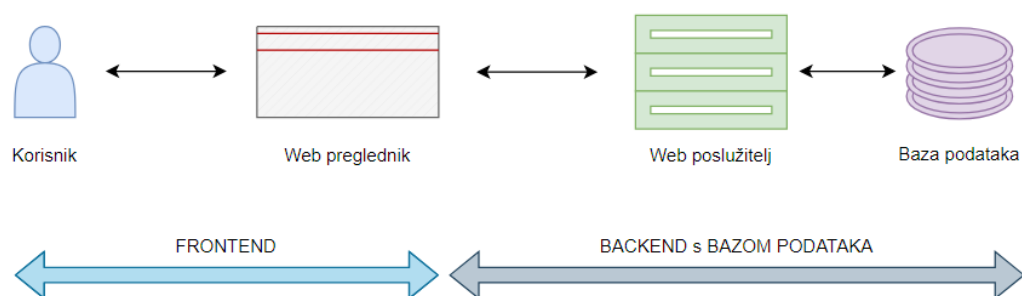 Korisnik
Web preglednik
Web poslužitelj
Baza podataka
FRONTEND
BACKEND s BAZOM PODATAKA